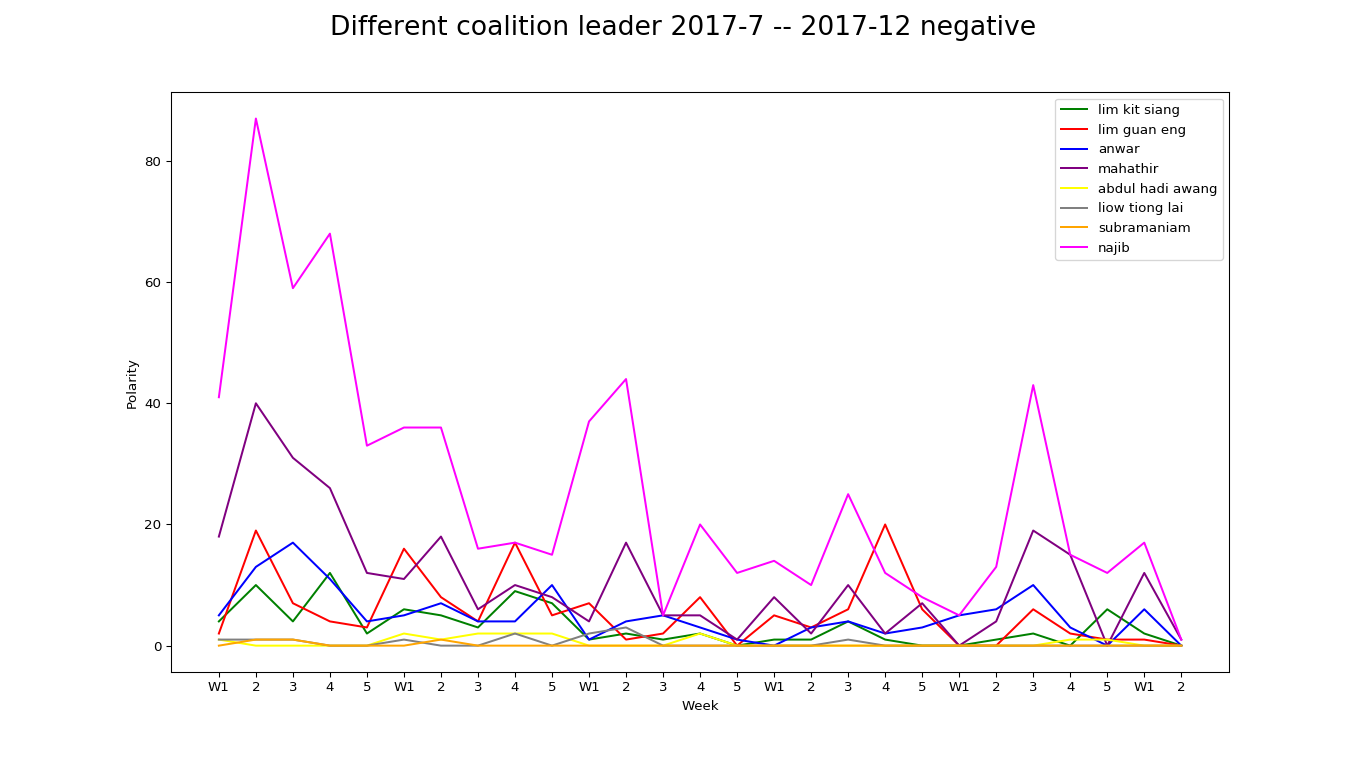 Different coalition leader 2017-7 -- 2017-12 negative
lim kit siang
lim guan eng
anwar
mahathir
abdul hadi awang
liow tiong lai
subramaniam
najib
80
60
40
20
0
Polarity
W1 2 3 4 5 W1 2 3 4 5 W1 2 3 4 5 W1 2 3 4 5 W1 2 3 4 5 W1 2
Week